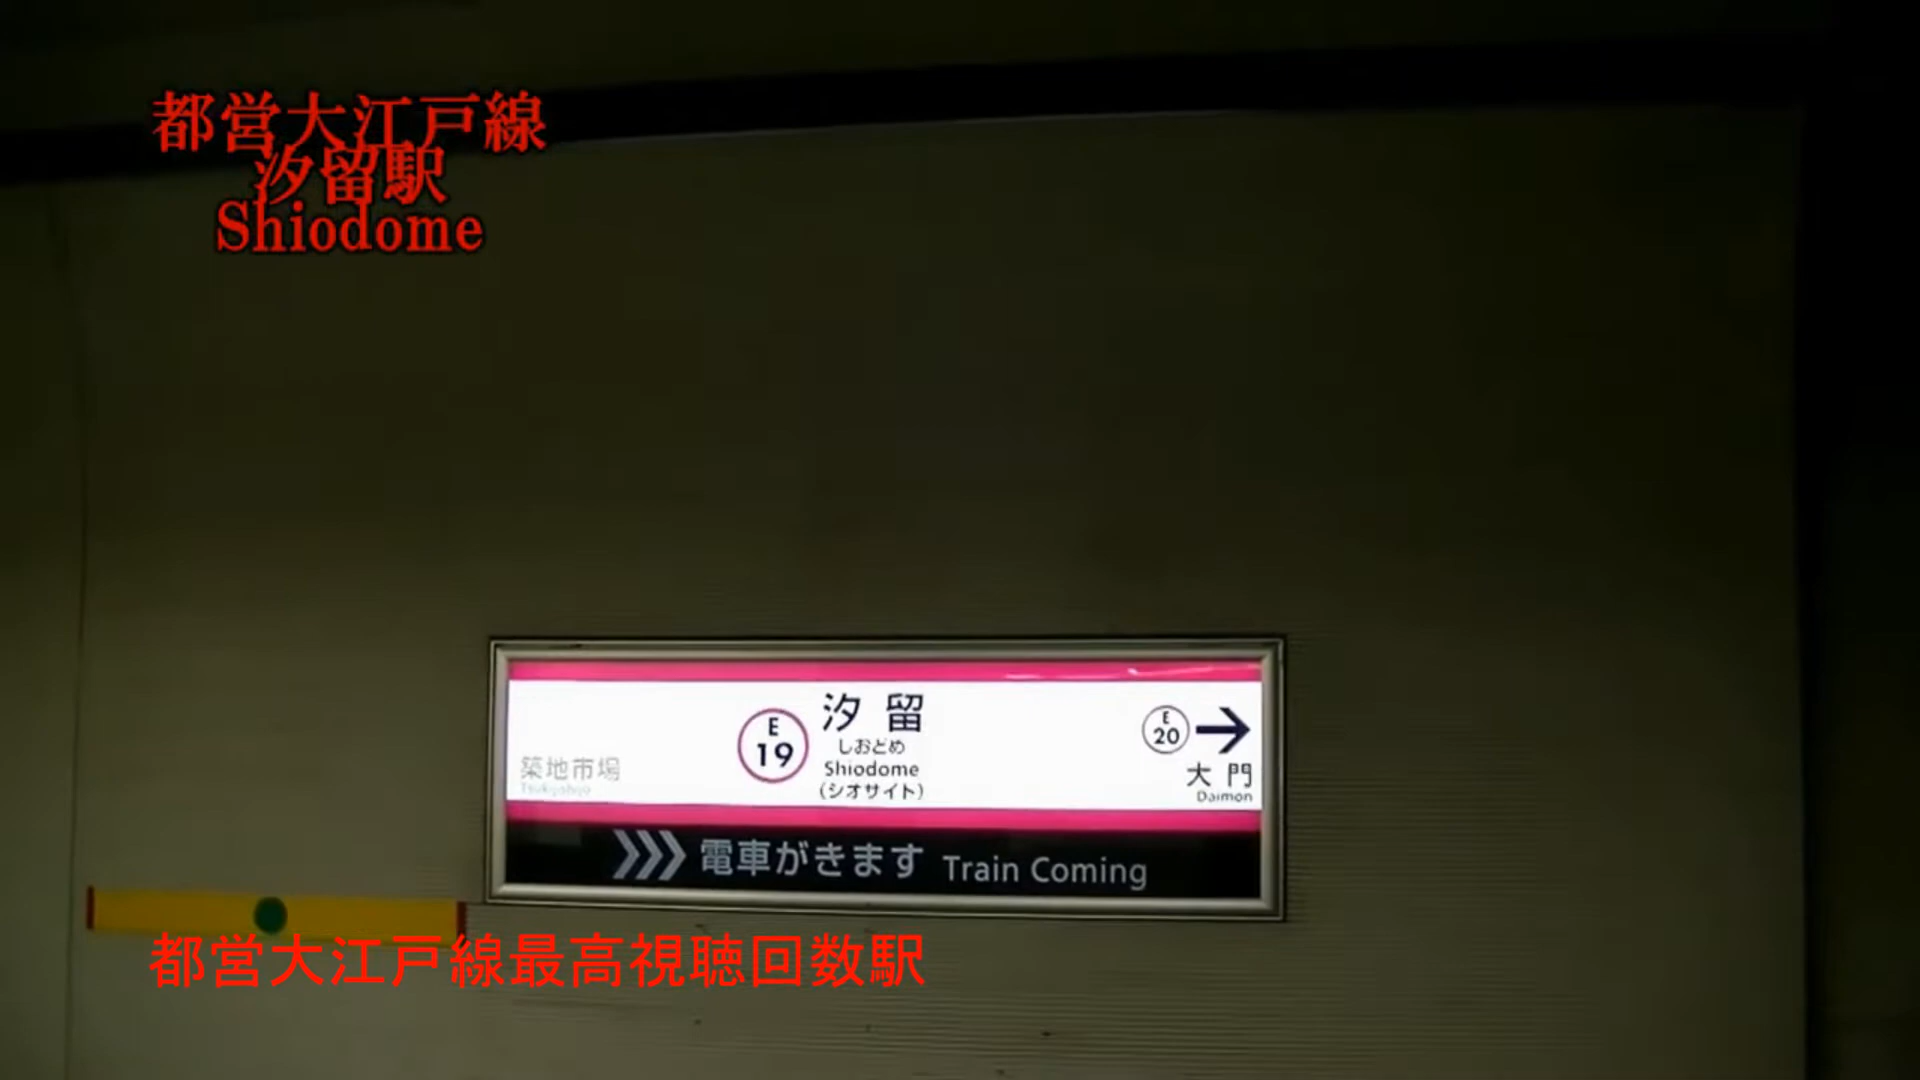 都営大江戸線
汐留駅
Shiodome
E
19
汐留
しおどめ
Shiodome
(シオサイト)
築地市場
Tsukijishijo
E
20
大門
Daimon
電車がきます Train Coming
都営大江戸線最高視聴回数駅